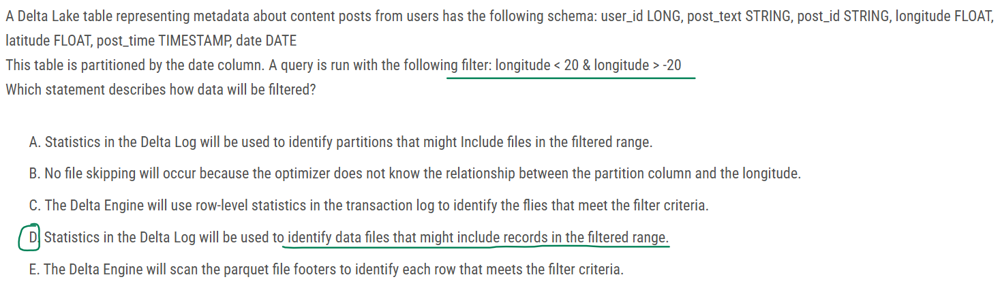 A Delta Lake table representing metadata about content posts from users has the following schema: user_id LONG, post_text STRING, post_id STRING, longitude FLOAT,
latitude FLOAT, post_time TIMESTAMP, date DATE
This table is partitioned by the date column. A query is run with the following filter: longitude < 20 & longitude > -20
Which statement describes how data will be filtered?
A. Statistics in the Delta Log will be used to identify partitions that might Include files in the filtered range.
B. No file skipping will occur because the optimizer does not know the relationship between the partition column and the longitude.
C. The Delta Engine will use row-level statistics in the transaction log to identify the flies that meet the filter criteria.
D. Statistics in the Delta Log will be used to identify data files that might include records in the filtered range.
E. The Delta Engine will scan the parquet file footers to identify each row that meets the filter criteria.